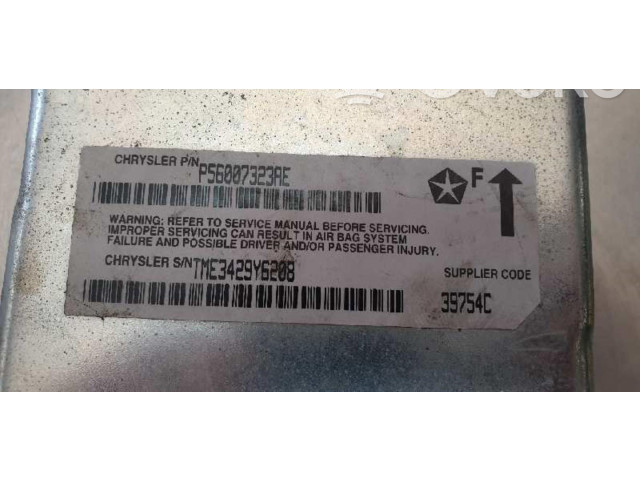 CHRYSLER P/N P56007323AE
F
WARNING: REFER TO SERVICE MANUAL BEFORE SERVICING.
IMPROPER SERVICING CAN RESULT IN AIR BAG SYSTEM
FAILURE AND POSSIBLE DRIVER AND/OR PASSENGER INJURY.
CHRYSLER S/N TME3429Y6208
SUPPLIER CODE
39754C